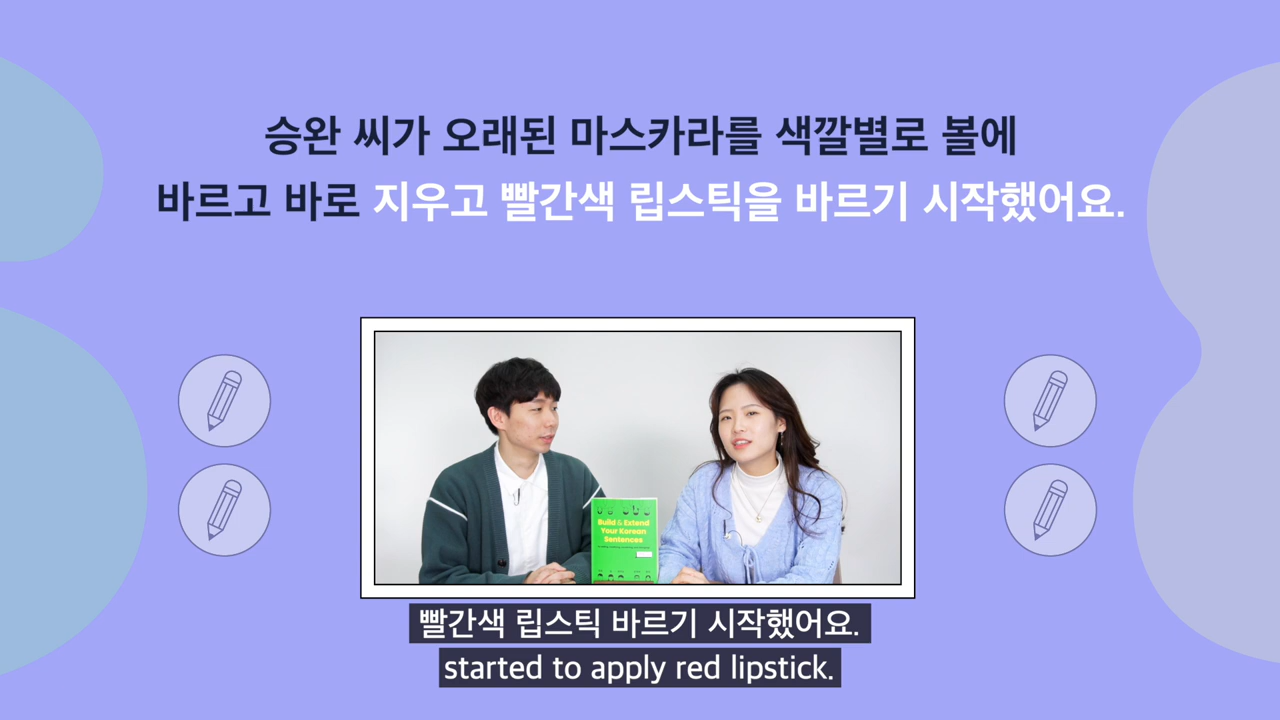 승완 씨가 오래된 마스카라를 색깔별로 볼에
바르고 바로 지우고 빨간색 립스틱을 바르기 시작했어요.
Build & Extend
Your Korean
Sentences
빨간색 립스틱 바르기 시작했어요.
started to apply red lipstick.